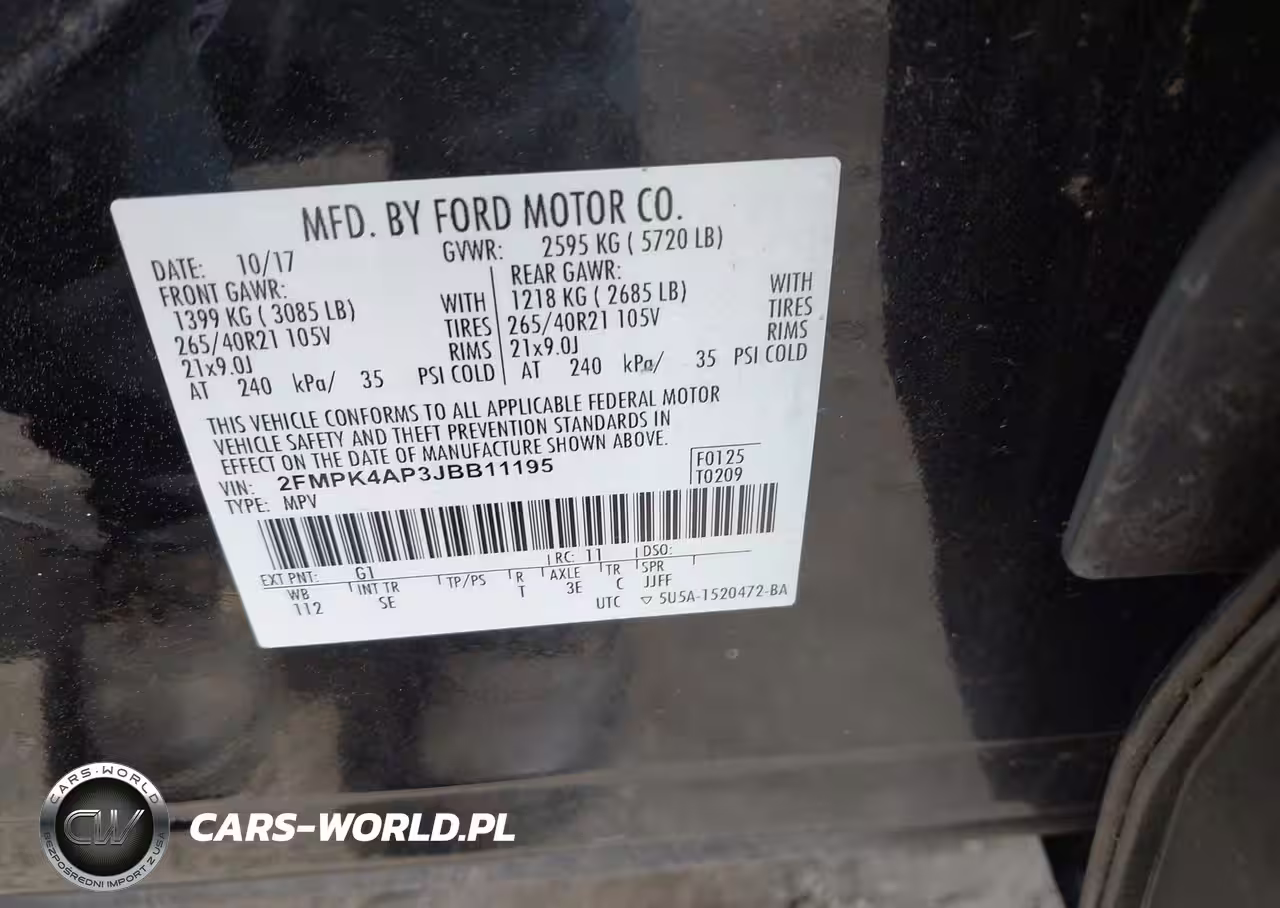 MFD. BY FORD MOTOR CO.
DATE: 10/17 GVWR: 2595 KG ( 5720 LB)
FRONT GAWR: REAR GAWR:
1399 KG ( 3085 LB) WITH 1218 KG ( 2685 LB) WITH
265/40R21 105V TIRES 265/40R21 105V TIRES
21x9.0J RIMS 21x9.0J RIMS
AT 240 kPa/ 35 PSI COLD AT 240 kPa/ 35 PSI COLD
THIS VEHICLE CONFORMS TO ALL APPLICABLE FEDERAL MOTOR
VEHICLE SAFETY AND THEFT PREVENTION STANDARDS IN
EFFECT ON THE DATE OF MANUFACTURE SHOWN ABOVE.
VIN: 2FMPK4AP3JBB11195 F0125
TYPE: MPV T0209
EXT PNT: G1 RC: 11 DSO:
WB INT TR TP/PS R AXLE TR SPR
112 SE T 3E C JJFF
UTC ▽ 5U5A-1520472-BA
CARS-WORLD
CW
BEZPOŚREDNI IMPORT Z USA
CARS-WORLD.PL